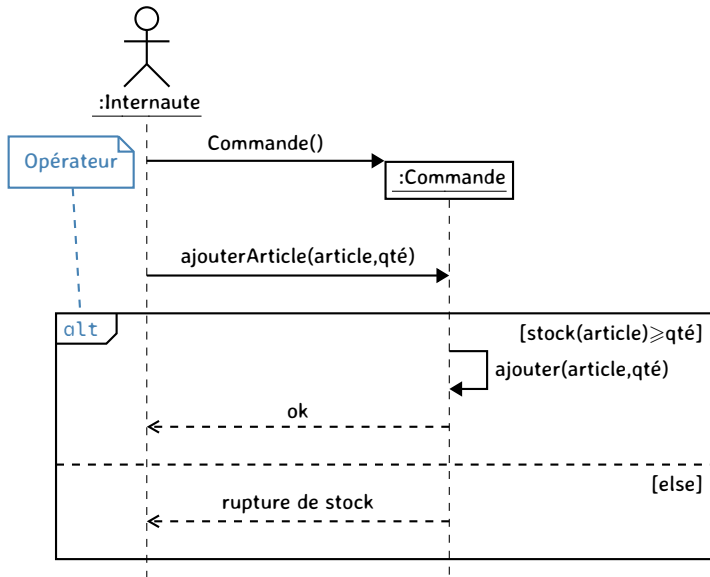 :Internaute
Commande()
Opérateur
:Commande
ajouterArticle(article,qté)
alt
[stock(article)⩾qté]
ajouter(article,qté)
ok
[else]
rupture de stock